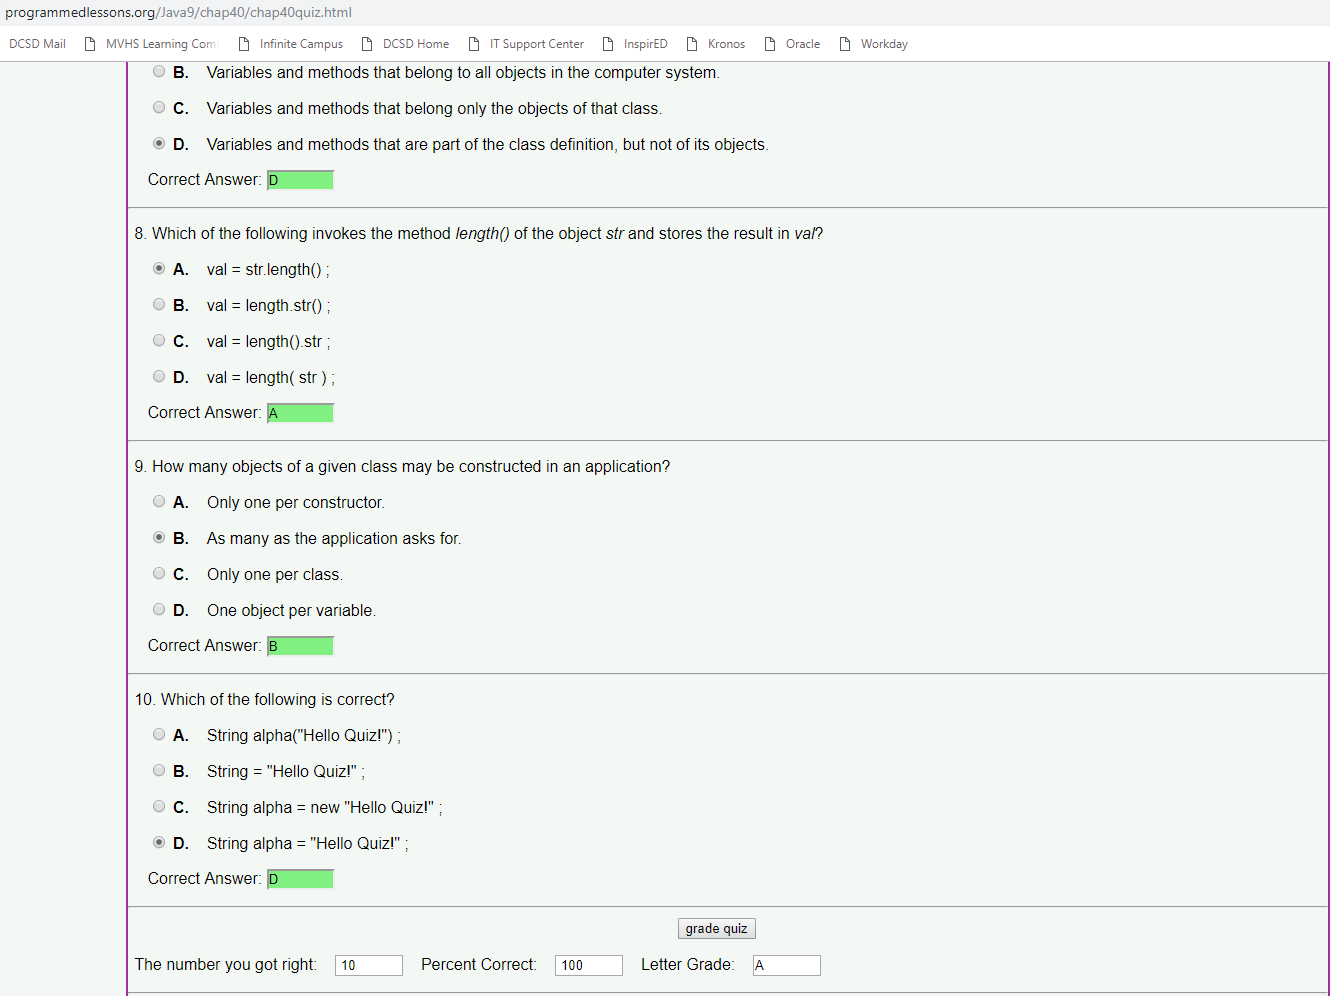 programmedlessons.org/Java9/chap40/chap40quiz.html
DCSD Mail MVHS Learning Com Infinite Campus DCSD Home IT Support Center InspirED Kronos Oracle Workday
B. Variables and methods that belong to all objects in the computer system.
C. Variables and methods that belong only the objects of that class.
D. Variables and methods that are part of the class definition, but not of its objects.
Correct Answer: D
8. Which of the following invokes the method length() of the object str and stores the result in val?
A. val = str.length() ;
B. val = length.str() ;
C. val = length().str ;
D. val = length( str ) ;
Correct Answer: A
9. How many objects of a given class may be constructed in an application?
A. Only one per constructor.
B. As many as the application asks for.
C. Only one per class.
D. One object per variable.
Correct Answer: B
10. Which of the following is correct?
A. String alpha("Hello Quiz!") ;
B. String = "Hello Quiz!" ;
C. String alpha = new "Hello Quiz!" ;
D. String alpha = "Hello Quiz!" ;
Correct Answer: D
grade quiz
The number you got right: 10 Percent Correct: 100 Letter Grade: A